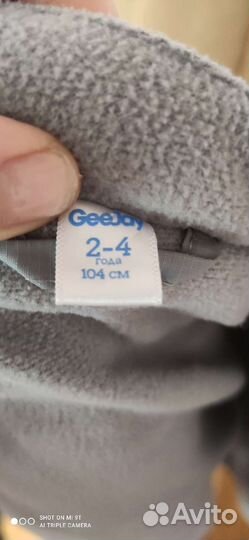 GeeJay
2-4
года
104 см
SHOT ON MI 9T
AI TRIPLE CAMERA
Avito